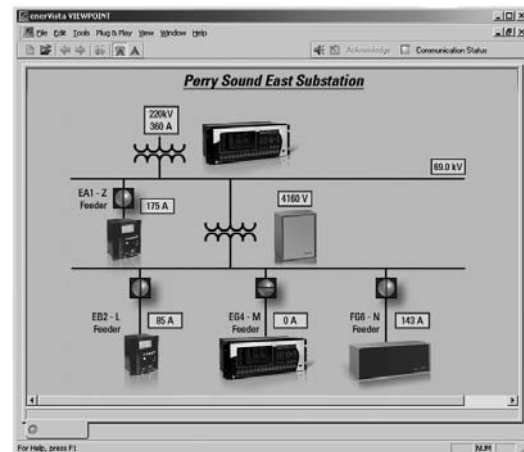 enerVista VIEWPOINT
File Edit Tools Plug & Play View Window Help
Acknowledge Communication Status
Perry Sound East Substation
220kV
360 A
69.0 kV
EA1 - Z
Feeder
175 A
4160 V
EB2 - L
Feeder
85 A
EG4 - M
Feeder
0 A
FG6 - N
Feeder
143 A
For Help, press F1
NUM